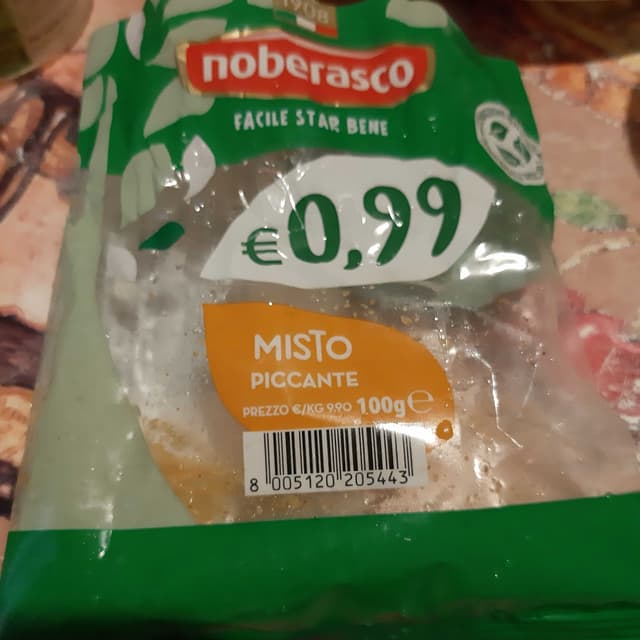 1908
noberasco
FACILE STAR BENE
€0,99
MISTO
PICCANTE
PREZZO €/KG 9,90 100g e
8 005120 205443